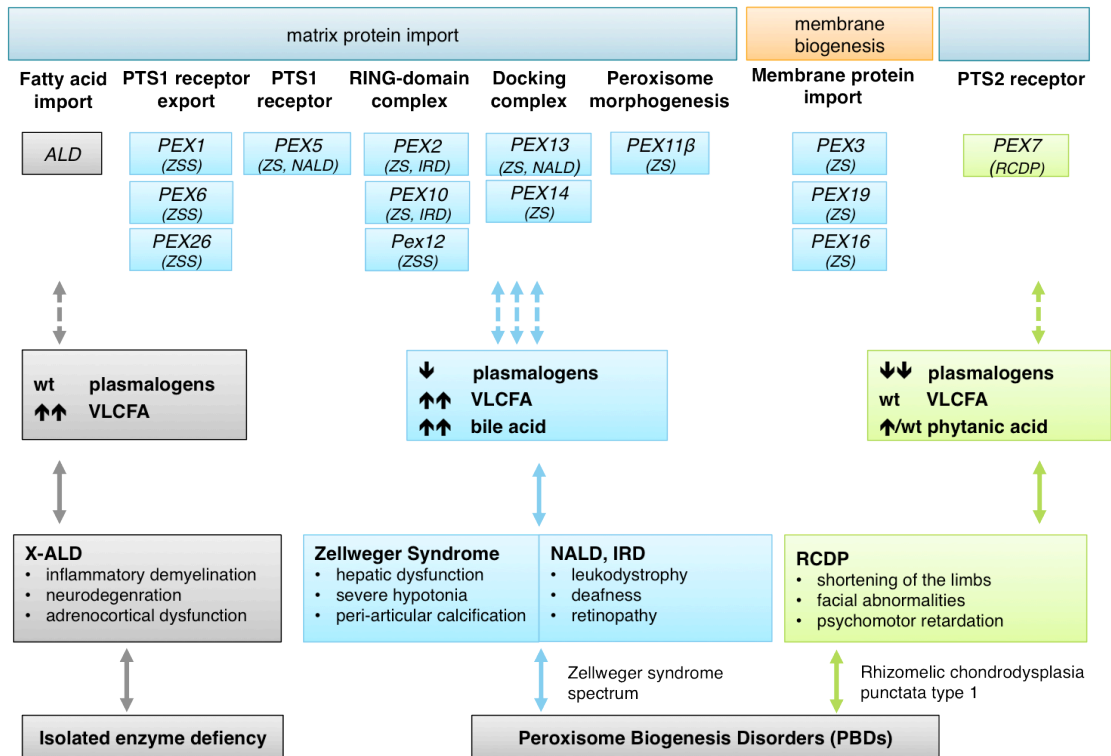 matrix protein import
membrane
biogenesis
Fatty acid
import
PTS1 receptor
export
PTS1
receptor
RING-domain
complex
Docking
complex
Peroxisome
morphogenesis
Membrane protein
import
PTS2 receptor
ALD
PEX1
(ZSS)
PEX6
(ZSS)
PEX26
(ZSS)
PEX5
(ZS, NALD)
PEX2
(ZS, IRD)
PEX10
(ZS, IRD)
Pex12
(ZSS)
PEX13
(ZS, NALD)
PEX14
(ZS)
PEX11β
(ZS)
PEX3
(ZS)
PEX19
(ZS)
PEX16
(ZS)
PEX7
(RCDP)
wt plasmalogens
↑↑ VLCFA
↓ plasmalogens
↑↑ VLCFA
↑↑ bile acid
↓↓ plasmalogens
wt VLCFA
↑/wt phytanic acid
X-ALD
• inflammatory demyelination
• neurodegenration
• adrenocortical dysfunction
Zellweger Syndrome
• hepatic dysfunction
• severe hypotonia
• peri-articular calcification
NALD, IRD
• leukodystrophy
• deafness
• retinopathy
RCDP
• shortening of the limbs
• facial abnormalities
• psychomotor retardation
Zellweger syndrome
spectrum
Rhizomelic chondrodysplasia
punctata type 1
Isolated enzyme defiency
Peroxisome Biogenesis Disorders (PBDs)